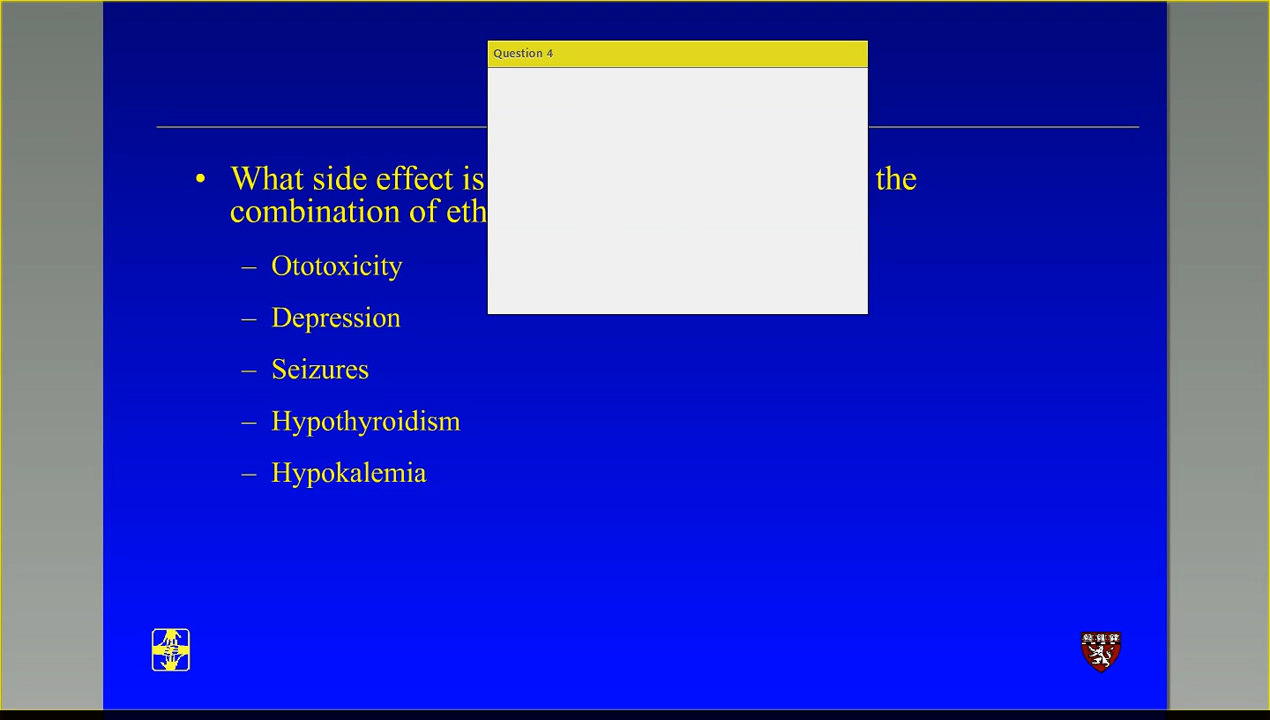 Question 4
• What side effect is the
combination of eth
– Ototoxicity
– Depression
– Seizures
– Hypothyroidism
– Hypokalemia